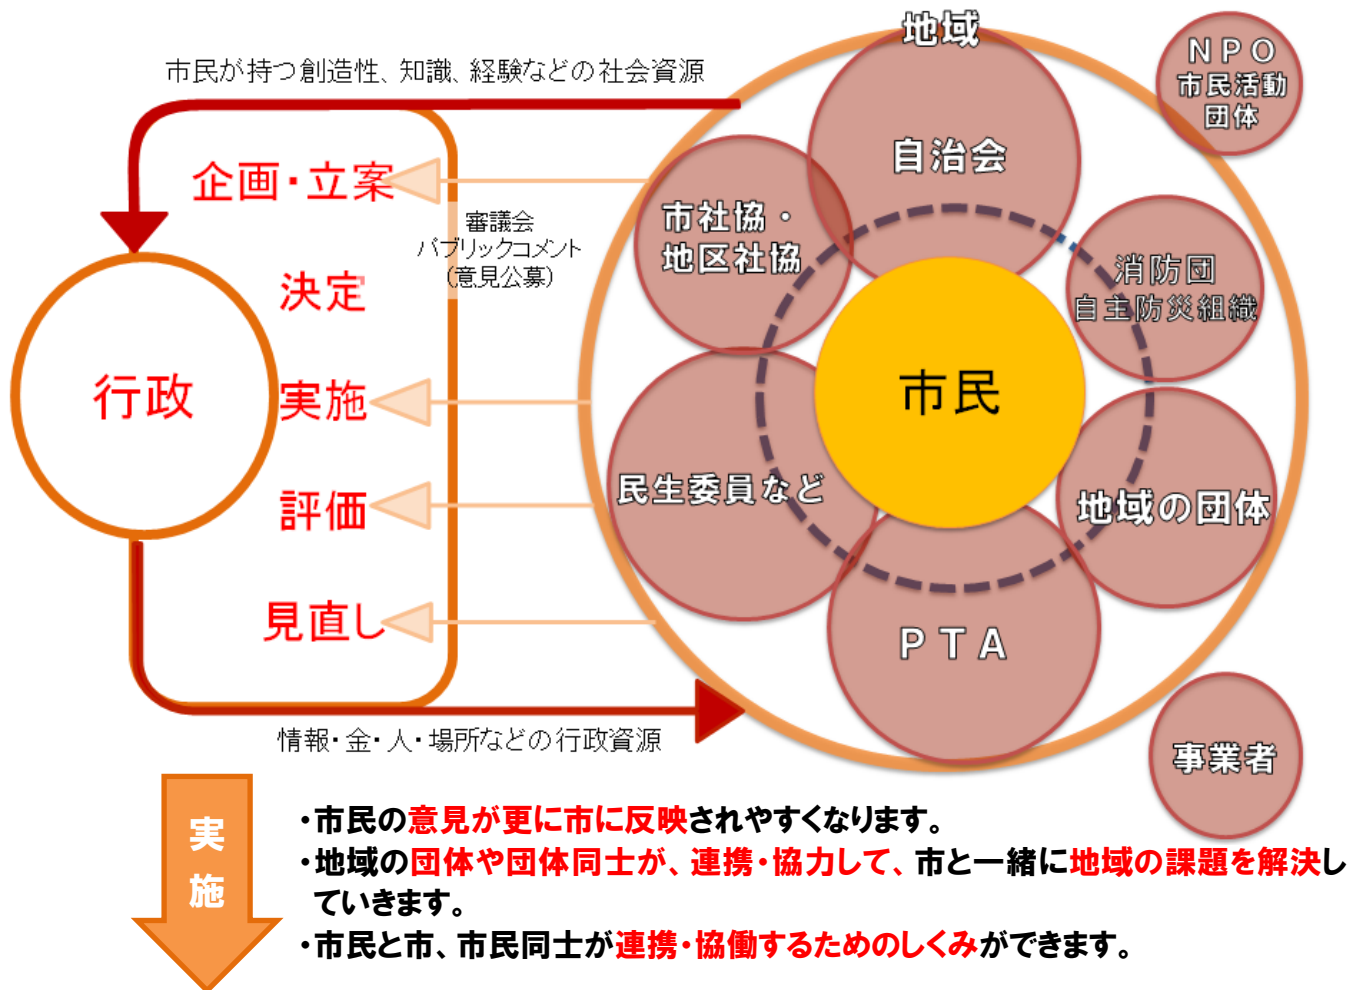 地域
NPO
市民活動
団体
市民が持つ創造性、知識、経験などの社会資源
自治会
企画・立案
審議会
パブリックコメント
（意見公募）
市社協・
地区社協
消防団
自主防災組織
決定
行政
実施
市民
評価
民生委員など
地域の団体
見直し
PTA
情報・金・人・場所などの行政資源
事業者
実
施
・市民の意見が更に市に反映されやすくなります。
・地域の団体や団体同士が、連携・協力して、市と一緒に地域の課題を解決し
ていきます。
・市民と市、市民同士が連携・協働するためのしくみができます。